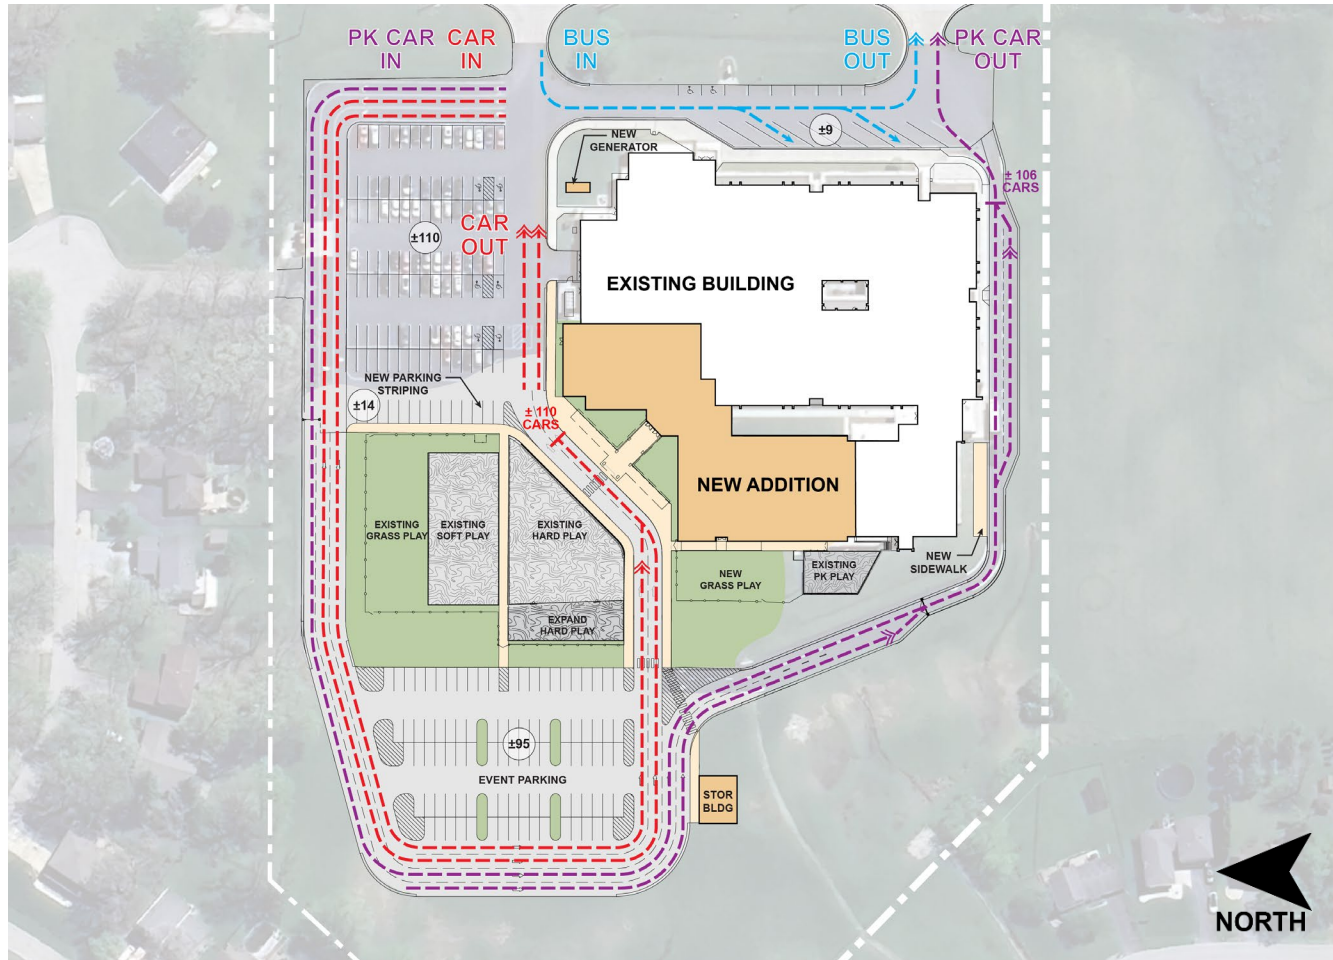 PK CAR
IN
CAR
IN
BUS
IN
BUS
OUT
PK CAR
OUT
±9
NEW
GENERATOR
± 106
CARS
CAR
OUT
±110
EXISTING BUILDING
NEW PARKING
STRIPING
±14
± 110
CARS
NEW ADDITION
EXISTING
GRASS PLAY
EXISTING
SOFT PLAY
EXISTING
HARD PLAY
NEW
SIDEWALK
EXISTING
PK PLAY
NEW
GRASS PLAY
EXPAND
HARD PLAY
±95
EVENT PARKING
STOR
BLDG
NORTH